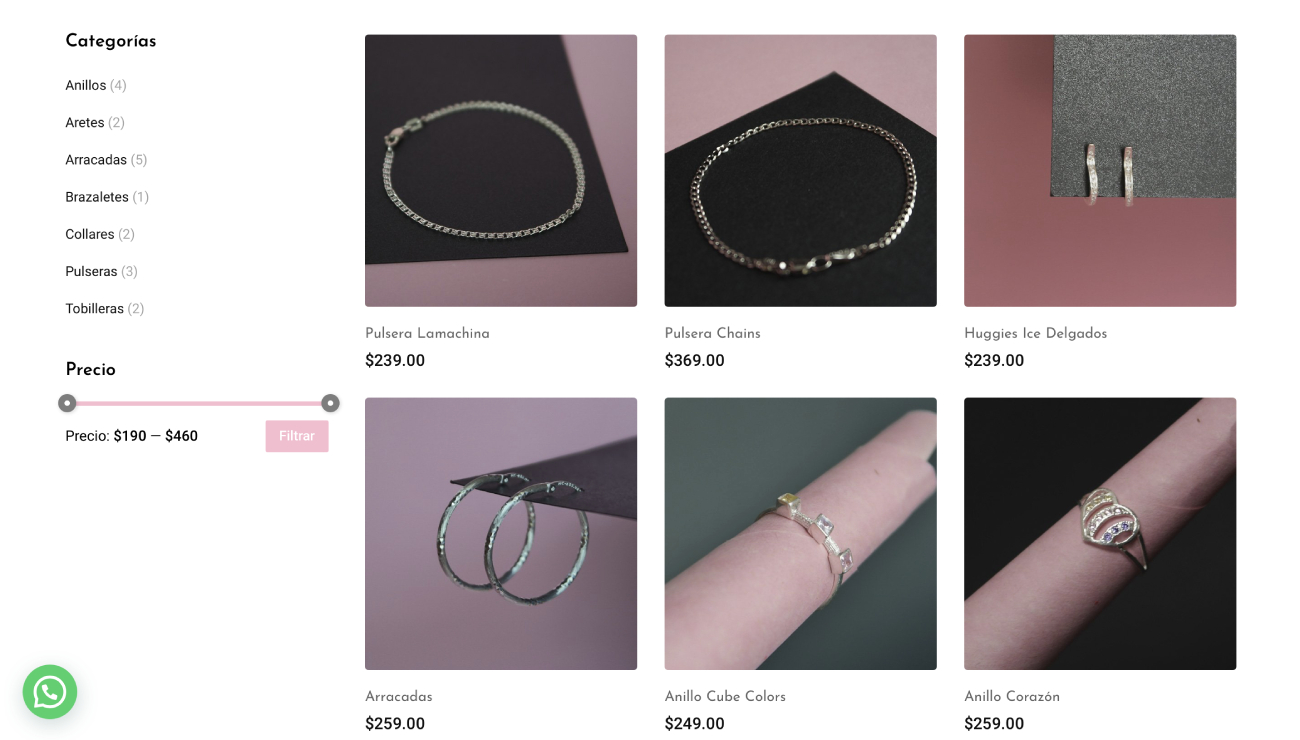 Categorías
Anillos (4)
Aretes (2)
Arracadas (5)
Brazaletes (1)
Collares (2)
Pulseras (3)
Tobilleras (2)
Precio
Precio: $190 — $460
Filtrar
Pulsera Lamachina
$239.00
Pulsera Chains
$369.00
Huggies Ice Delgados
$239.00
Arracadas
$259.00
Anillo Cube Colors
$249.00
Anillo Corazón
$259.00